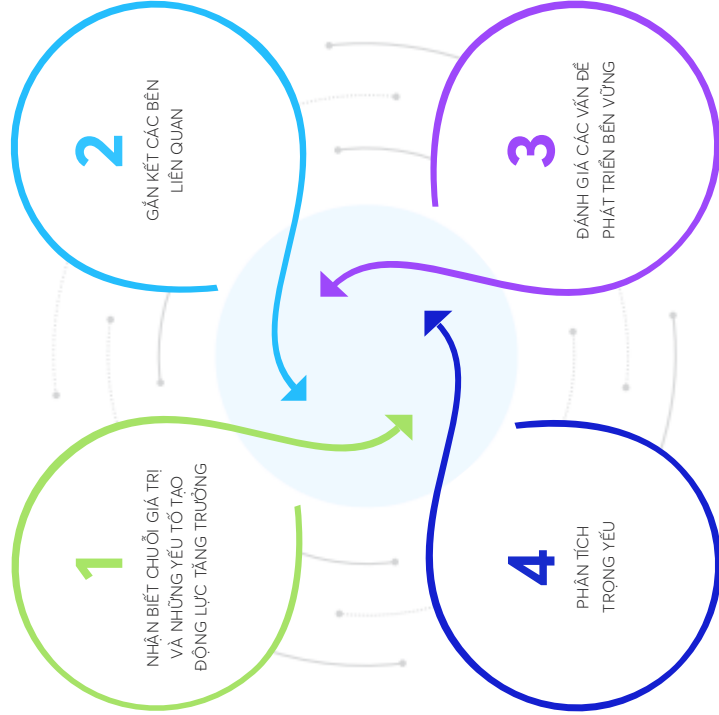 1
NHẬN BIẾT CHUỖI GIÁ TRỊ
VÀ NHỮNG YẾU TỐ TẠO
ĐỘNG LỰC TĂNG TRƯỞNG
2
GẮN KẾT CÁC BÊN
LIÊN QUAN
3
ĐÁNH GIÁ CÁC VẤN ĐỀ
PHÁT TRIỂN BỀN VỮNG
4
PHÂN TÍCH
TRỌNG YẾU